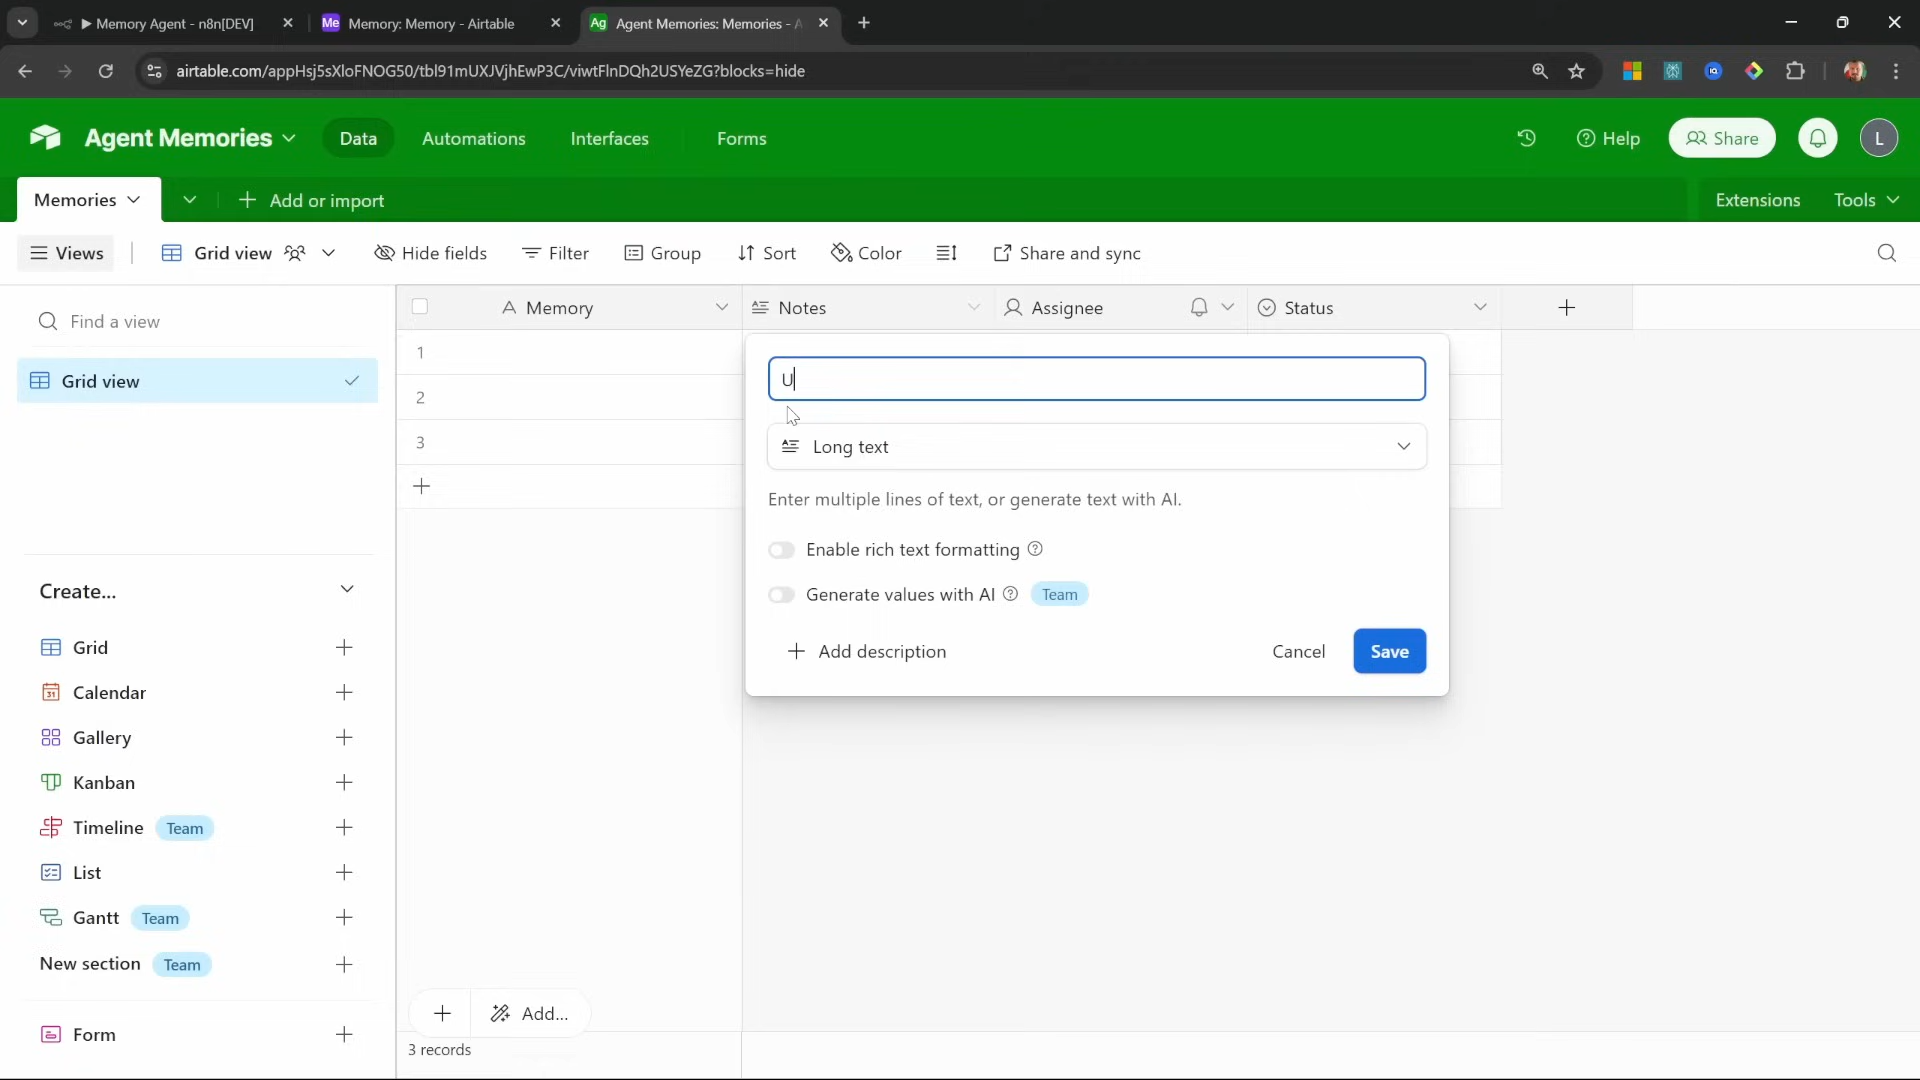 Memory Agent - n8n[DEV]
Me Memory: Memory - Airtable
Ag Agent Memories: Memories - A
airtable.com/appHsj5sXloFNOG50/tbl91mUXJVjhEwP3C/viwtFlnDQh2USYeZG?blocks=hide
Agent Memories
Data
Automations
Interfaces
Forms
Help
Share
L
Memories
Add or import
Extensions
Tools
Views
Grid view
Hide fields
Filter
Group
Sort
Color
Share and sync
Find a view
Grid view
Create...
Grid
31 Calendar
Gallery
Kanban
Timeline Team
List
Gantt Team
New section Team
Form
A Memory
Notes
Assignee
Status
1
2
3
U
Long text
Enter multiple lines of text, or generate text with AI.
Enable rich text formatting
Generate values with AI Team
Add description
Cancel
Save
Add...
3 records